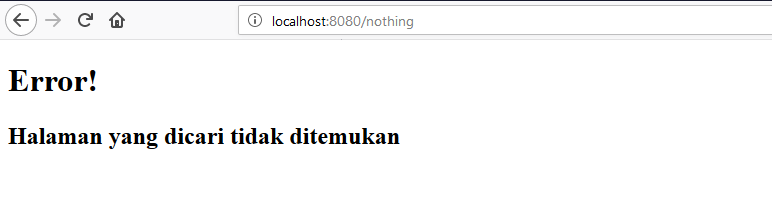 localhost:8080/nothing
Error!
Halaman yang dicari tidak ditemukan